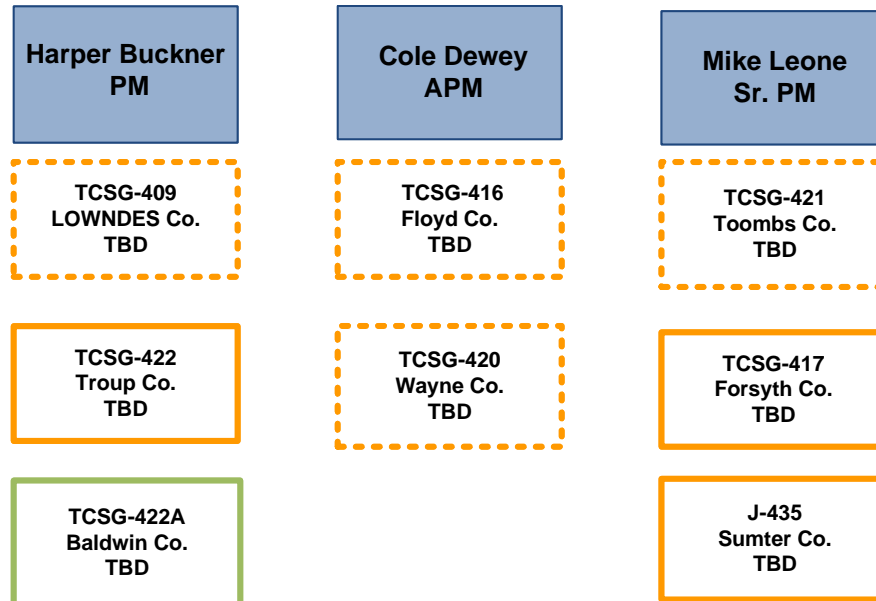 Harper Buckner
PM
Cole Dewey
APM
Mike Leone
Sr. PM
TCSG-409
LOWNDES Co.
TBD
TCSG-416
Floyd Co.
TBD
TCSG-421
Toombs Co.
TBD
TCSG-422
Troup Co.
TBD
TCSG-420
Wayne Co.
TBD
TCSG-417
Forsyth Co.
TBD
TCSG-422A
Baldwin Co.
TBD
J-435
Sumter Co.
TBD